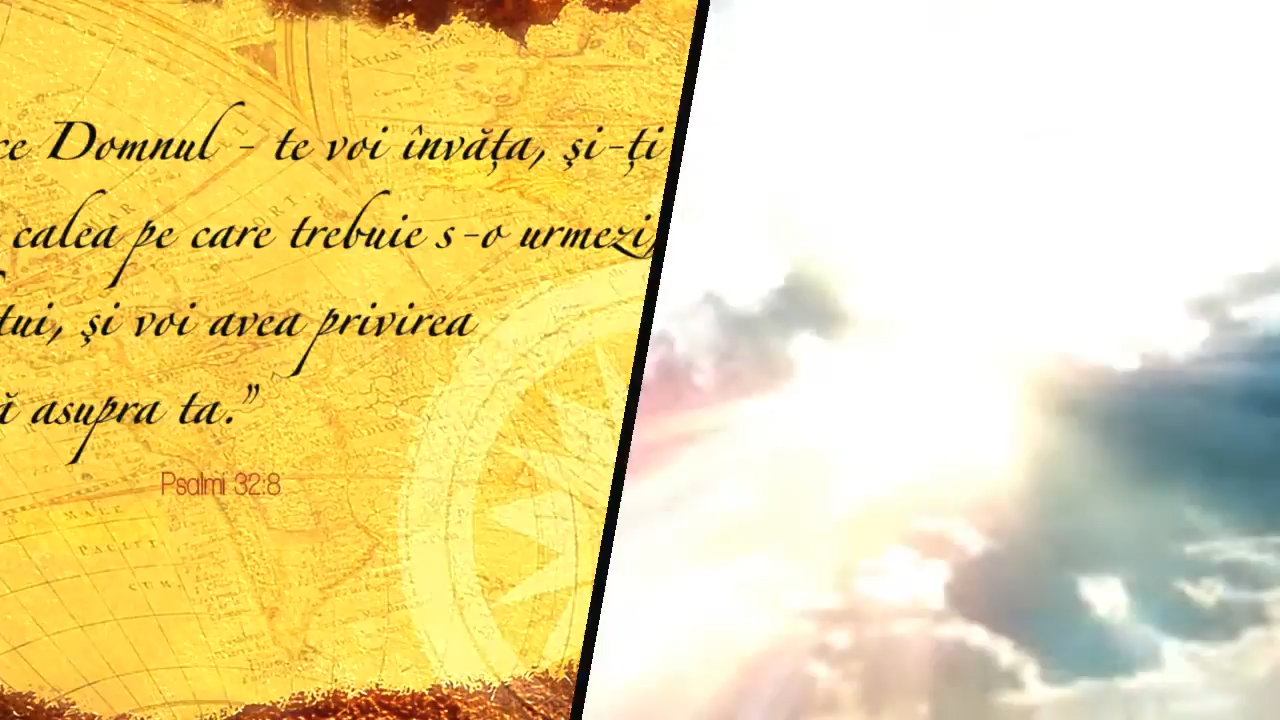 ce Domnul - te voi învăța, și-ți
calea pe care trebuie s-o urmezi,
tui, și voi avea privirea
ă asupra ta.”
Psalmi 32:8